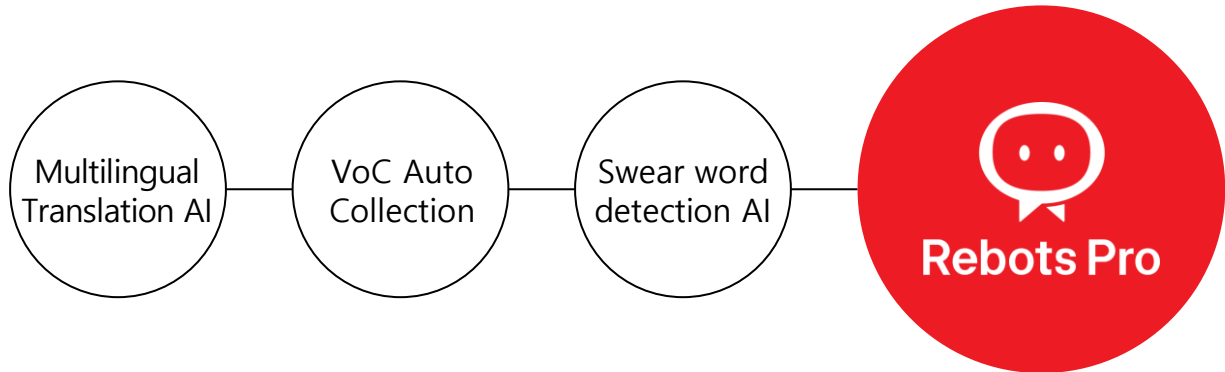 Multilingual
Translation AI
VoC Auto
Collection
Swear word
detection AI
Rebots Pro